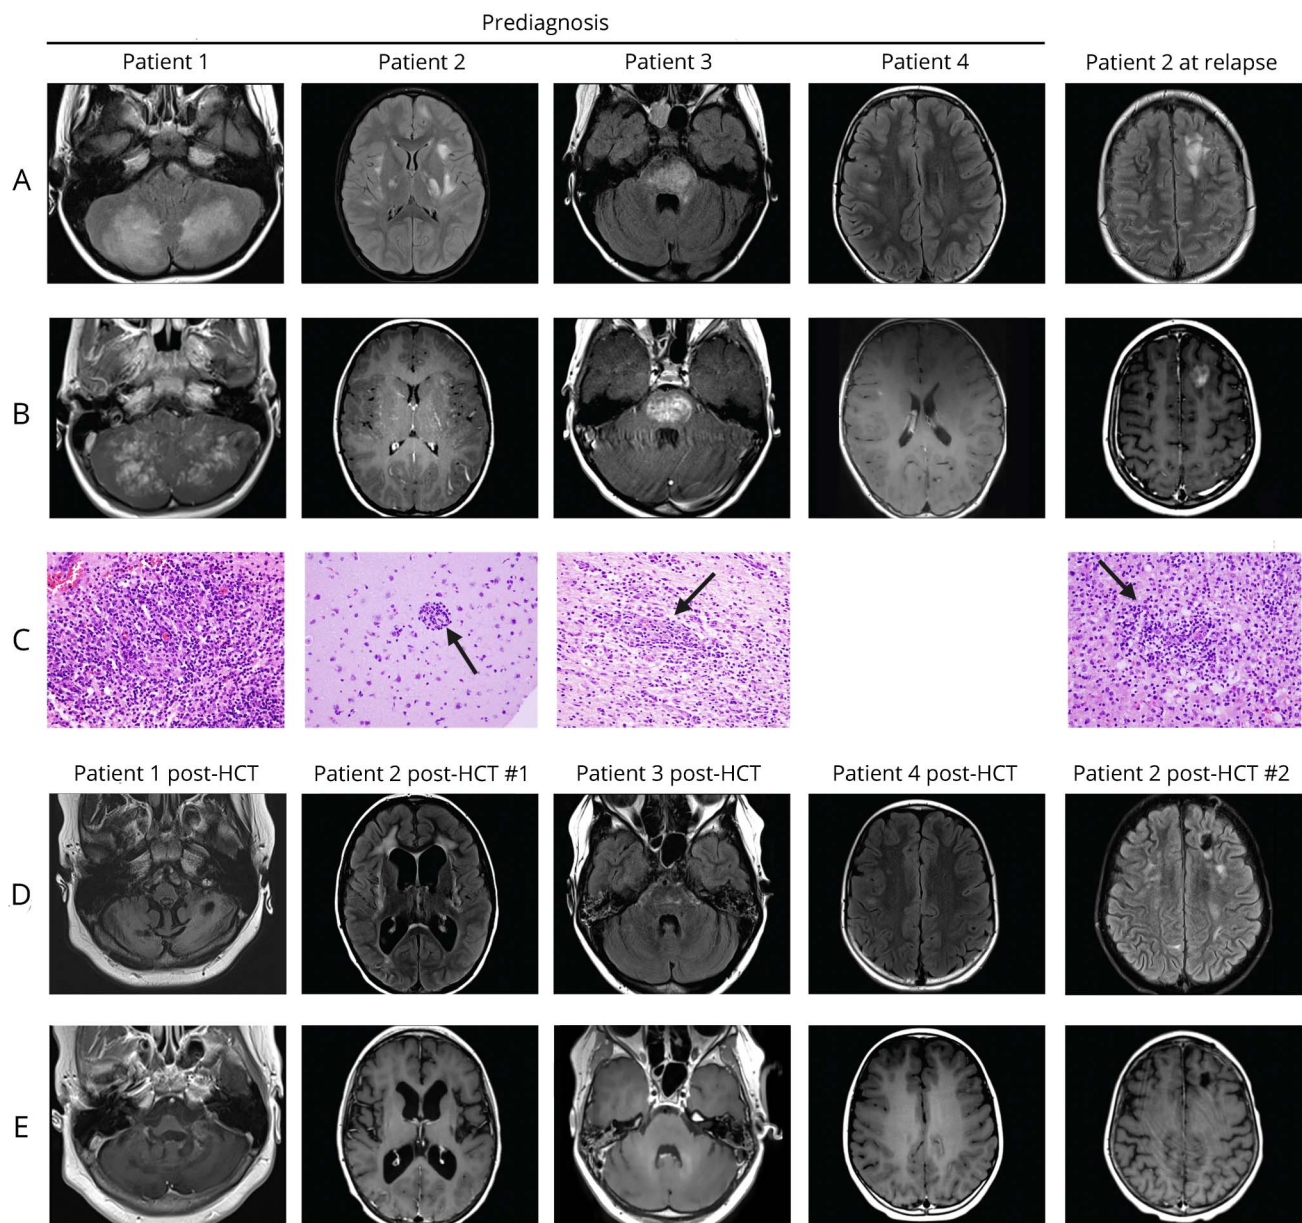 Prediagnosis
Patient 1 Patient 2 Patient 3 Patient 4 Patient 2 at relapse
A
B
C
Patient 1 post-HCT Patient 2 post-HCT #1 Patient 3 post-HCT Patient 4 post-HCT Patient 2 post-HCT #2
D
E